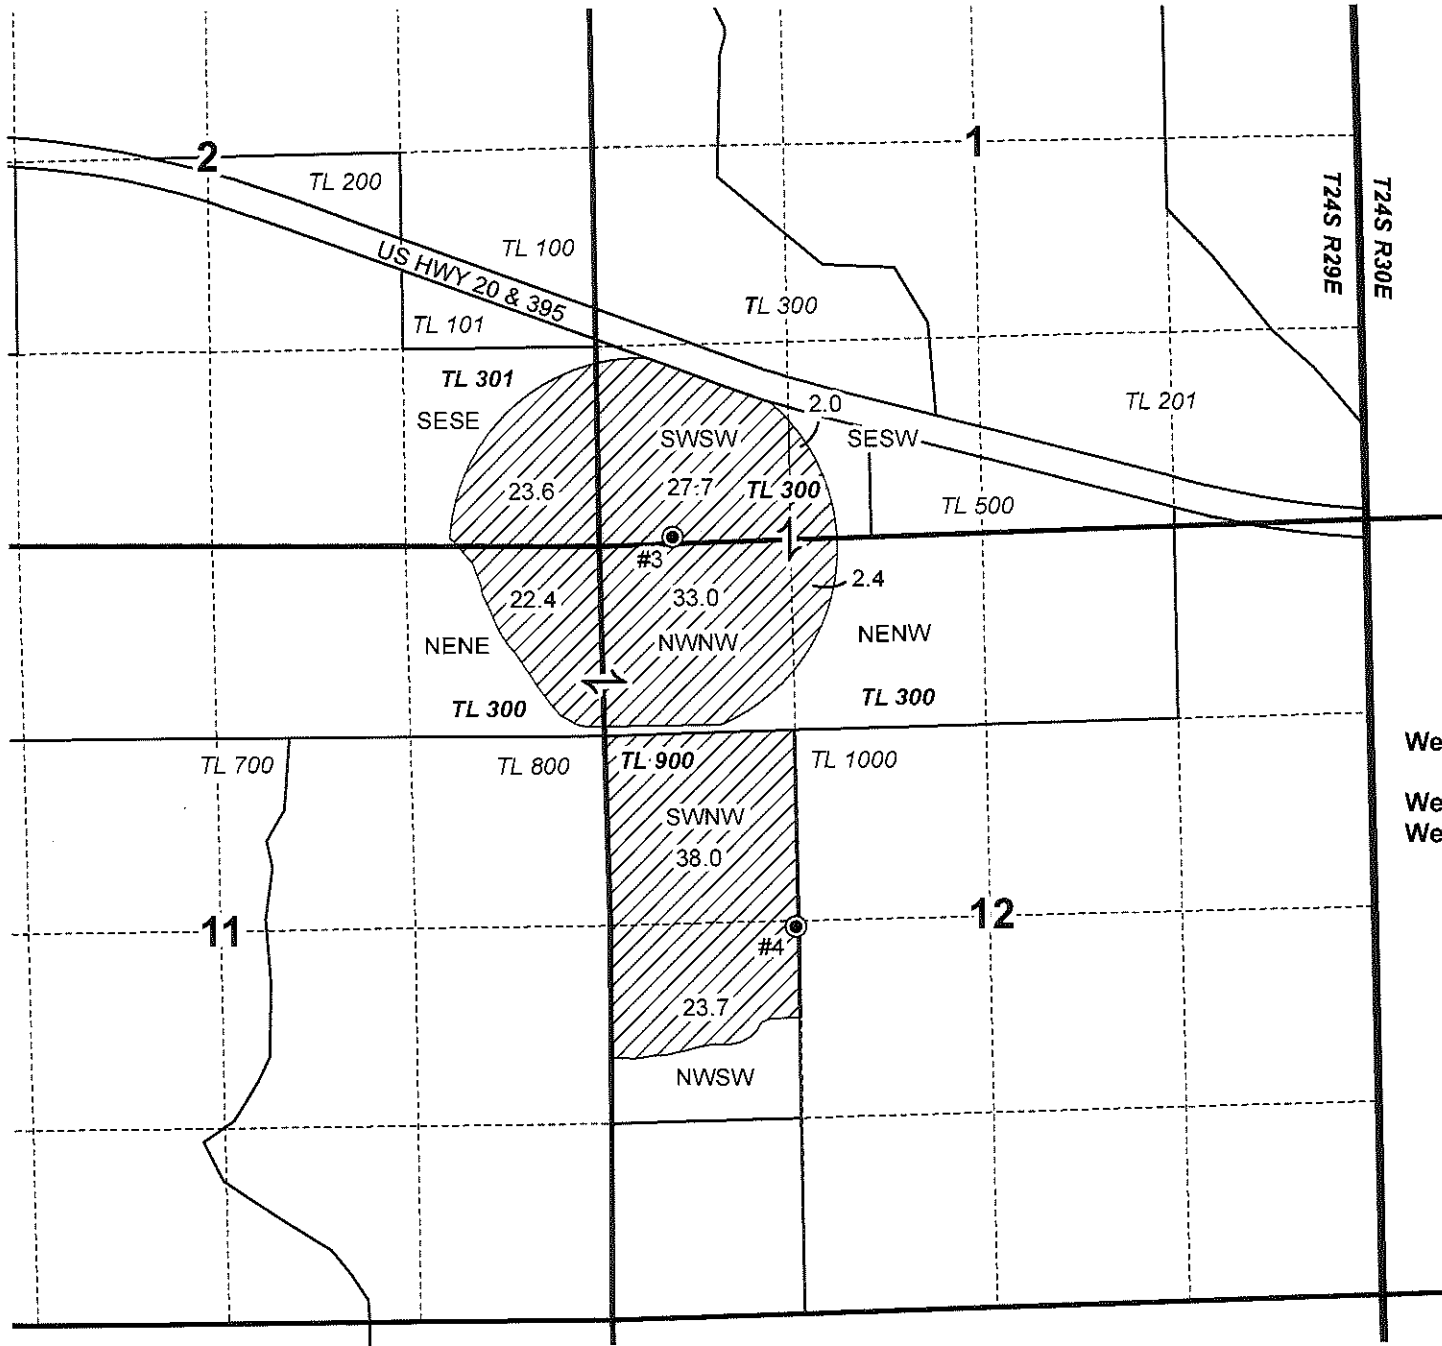 2
1
TL 200
T24S R29E
T24S R30E
TL 100
US HWY 20 & 395
TL 300
TL 101
TL 301
2.0
TL 201
SESE
SWSW
SESW
23.6
27.7
TL 300
TL 500
#3
2.4
22.4
33.0
NENE
NWNW
NENW
TL 300
TL 300
TL 700
TL 800
TL 900
TL 1000
We
SWNW
We
We
38.0
11
12
#4
23.7
NWSW